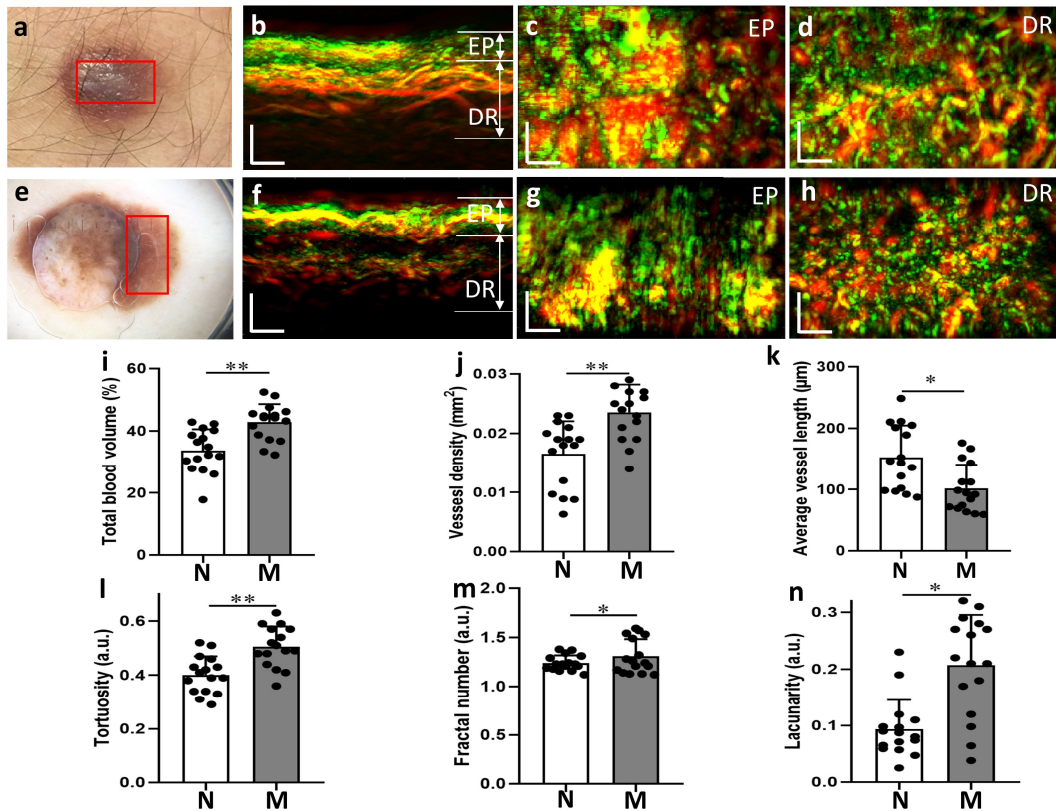 a
b
EP
DR
c
EP
d
DR
e
f
EP
DR
g
EP
h
DR
i
**
Total blood volume (%)
60
40
20
0
N
M
j
**
Vessesl density (mm²)
0.03
0.02
0.01
0.00
N
M
k
*
Average vessel length (µm)
300
200
100
0
N
M
l
**
Tortuosity (a.u.)
0.6
0.4
0.2
0.0
N
M
m
*
Fractal number (a.u.)
2.0
1.5
1.0
0.5
0.0
N
M
n
*
Lacunarity (a.u.)
0.3
0.2
0.1
0.0
N
M